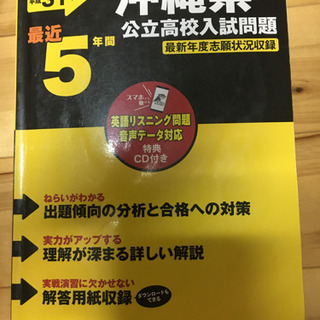 平成31
沖縄県
公立高校入試問題
最近
5年間
最新年度志願状況収録
スマホ
英語リスニング問題
音声データ対応
特典
CD付き
ねらいがわかる
出題傾向の分析と合格への対策
実力がアップする
理解が深まる詳しい解説
実戦演習に欠かせない
解答用紙収録
ダウンロードも
できる